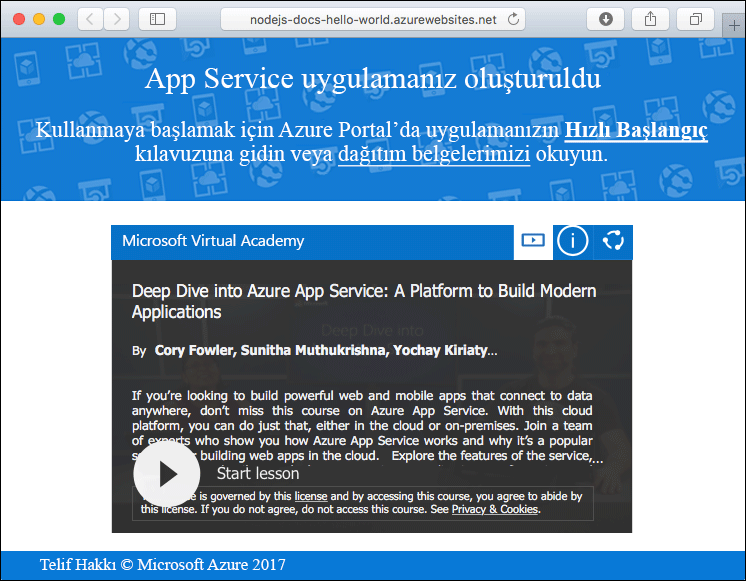 nodejs-docs-hello-world.azurewebsites.net
App Service uygulamanız oluşturuldu
Kullanmaya başlamak için Azure Portal’da uygulamanızın Hızlı Başlangıç
kılavuzuna gidin veya dağıtım belgelerimizi okuyun.
Microsoft Virtual Academy
Deep Dive into Azure App Service: A Platform to Build Modern
Applications
Deep Dive into
By Cory Fowler, Sunitha Muthukrishna, Yochay Kiriaty...
If you’re looking to build powerful web and mobile apps that connect to data
anywhere, don’t miss this course on Azure App Service. With this cloud
platform, you can do just that, either in the cloud or on-premises. Join a team
of experts who show you how Azure App Service works and why it’s a popular
building web apps in the cloud. Explore the features of the service,...
Start lesson
is governed by this license and by accessing this course, you agree to abide by
this license. If you do not agree, do not access this course. See Privacy & Cookies.
Telif Hakkı © Microsoft Azure 2017